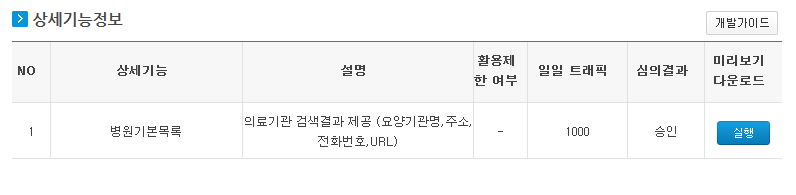 상세기능정보
개발가이드
NO
상세기능
설명
활용제
한 여부
일일 트래픽
심의결과
미리보기
다운로드
1
병원기본목록
의료기관 검색결과 제공 (요양기관명,주소,
전화번호,URL)
-
1000
승인
실행